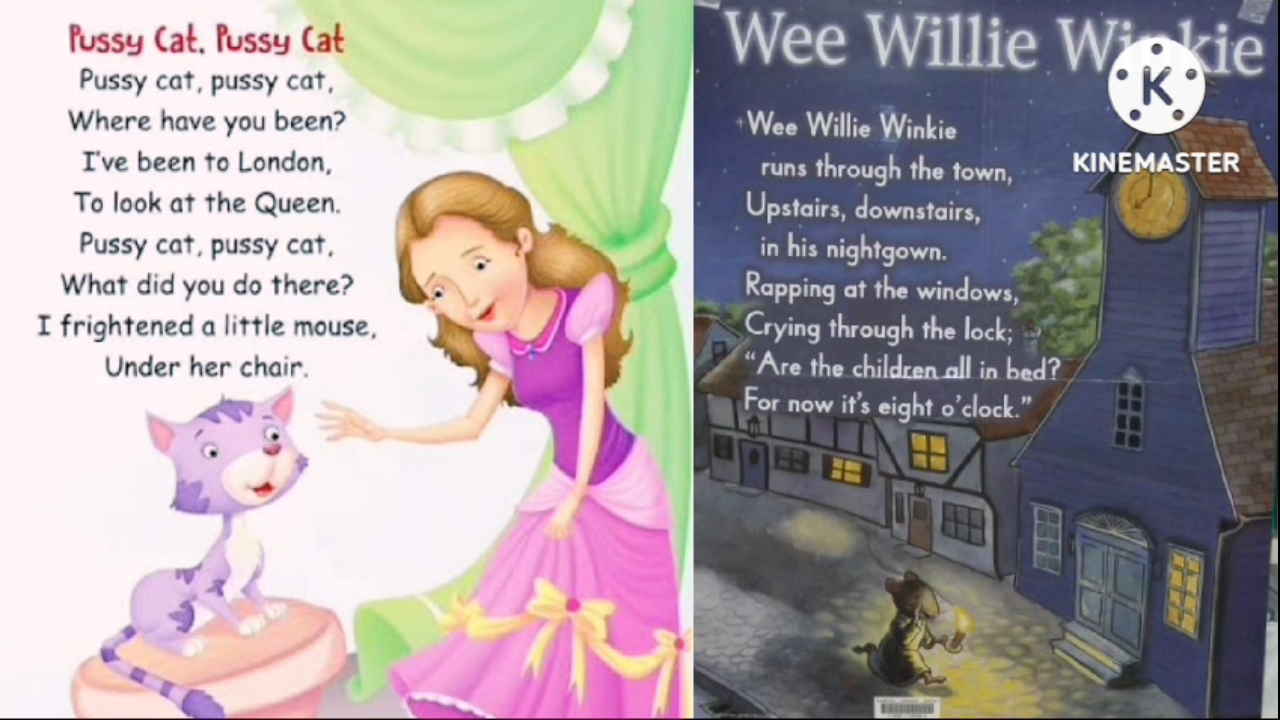 Pussy Cat, Pussy Cat
Pussy cat, pussy cat,
Where have you been?
I've been to London,
To look at the Queen.
Pussy cat, pussy cat,
What did you do there?
I frightened a little mouse,
Under her chair.
Wee Willie Winkie
Wee Willie Winkie
runs through the town,
Upstairs, downstairs,
in his nightgown.
Rapping at the windows,
Crying through the lock;
“Are the children all in bed?
For now it's eight o'clock.”
K
KINEMASTER